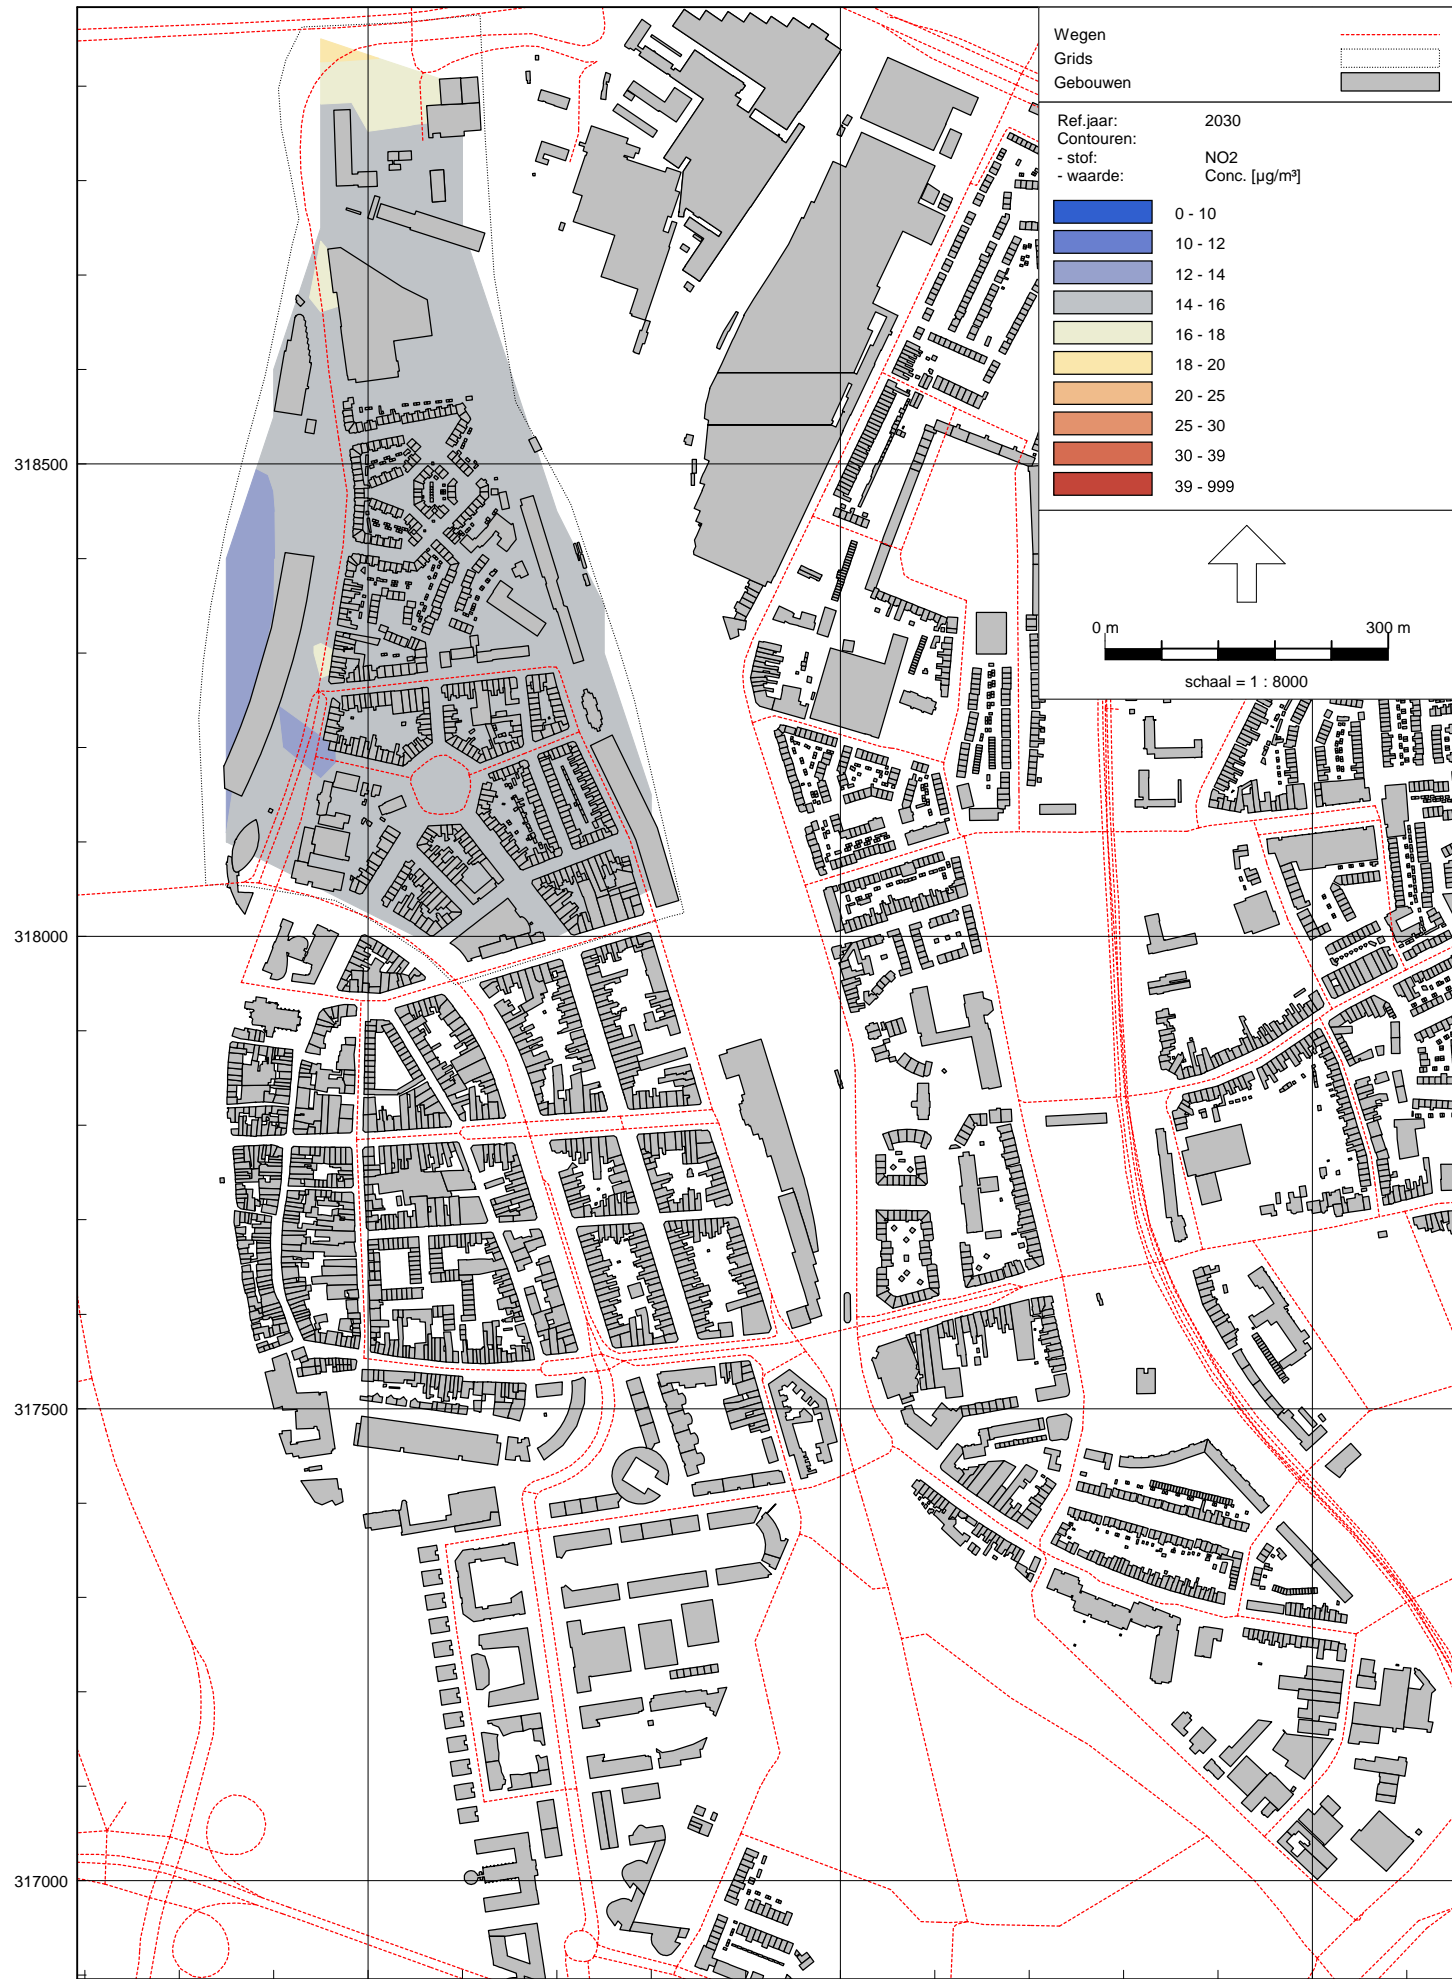 Wegen
Grids
Gebouwen
Ref.jaar: 2030
Contouren:
- stof: NO2
- waarde: Conc. [µg/m³]
0 - 10
10 - 12
12 - 14
14 - 16
16 - 18
18 - 20
20 - 25
25 - 30
30 - 39
39 - 999
0 m 300 m
schaal = 1 : 8000
318500
318000
317500
317000